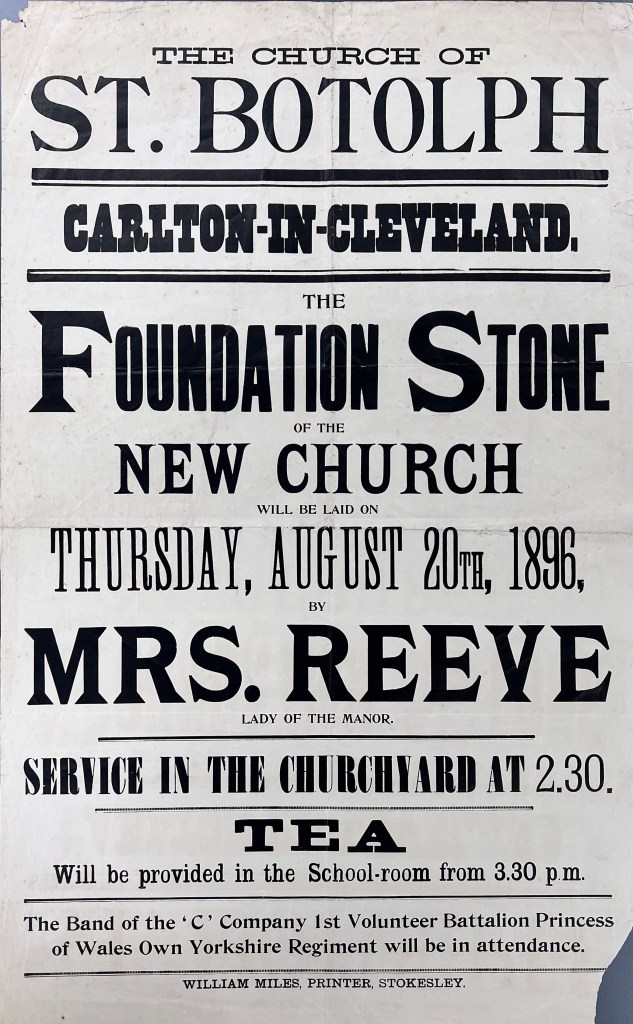 THE CHURCH OF
ST. BOTOLPH
CARLTON-IN-CLEVELAND.
THE
FOUNDATION STONE
OF THE
NEW CHURCH
WILL BE LAID ON
THURSDAY, AUGUST 20TH, 1896,
BY
MRS. REEVE
LADY OF THE MANOR.
SERVICE IN THE CHURCHYARD AT 2.30.
TEA
Will be provided in the School-room from 3.30 p.m.
The Band of the ‘C’ Company 1st Volunteer Battalion Princess
of Wales Own Yorkshire Regiment will be in attendance.
WILLIAM MILES, PRINTER, STOKESLEY.